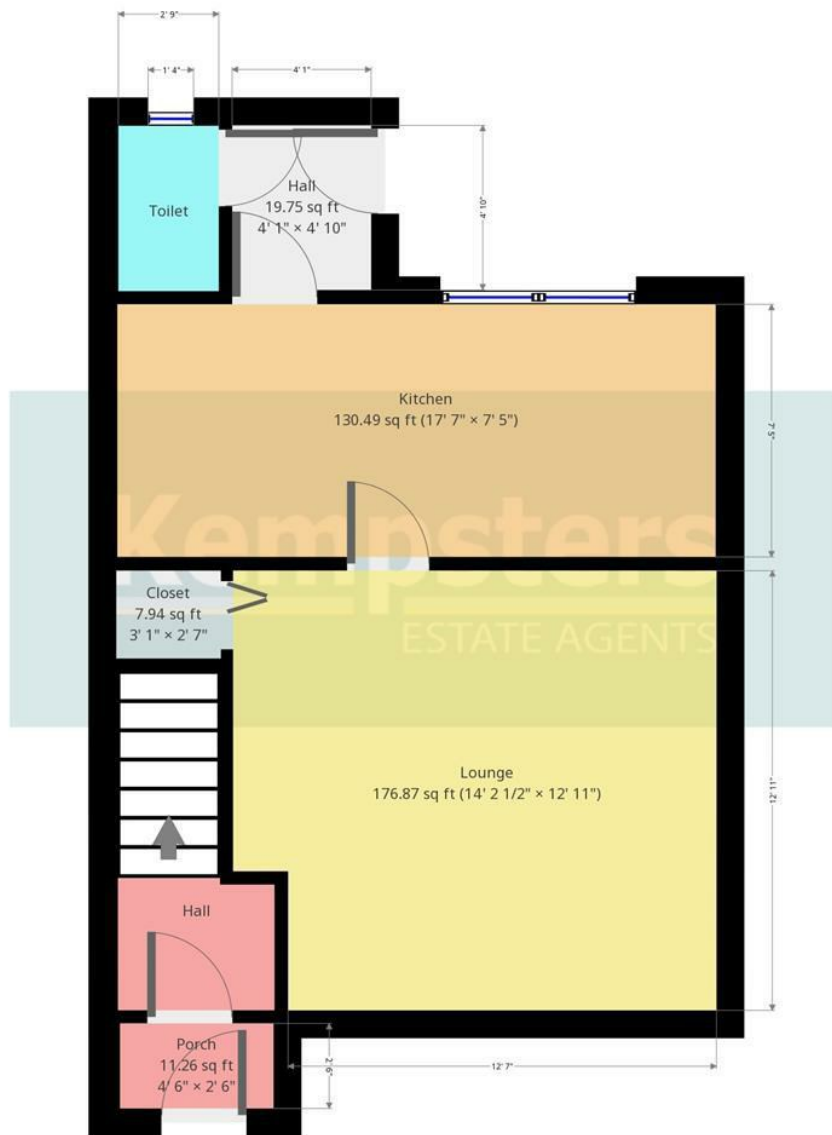 2' 9"
1' 4"
4' 1"
Toilet
Hall
19.75 sq ft
4' 1" × 4' 10"
4' 10"
Kitchen
130.49 sq ft (17' 7" × 7' 5")
7' 5"
Kempsters
ESTATE AGENTS
Closet
7.94 sq ft
3' 1" × 2' 7"
Lounge
176.87 sq ft (14' 2 1/2" × 12' 11")
12' 11"
Hall
Porch
11.26 sq ft
4' 6" × 2' 6"
2' 6"
12' 7"